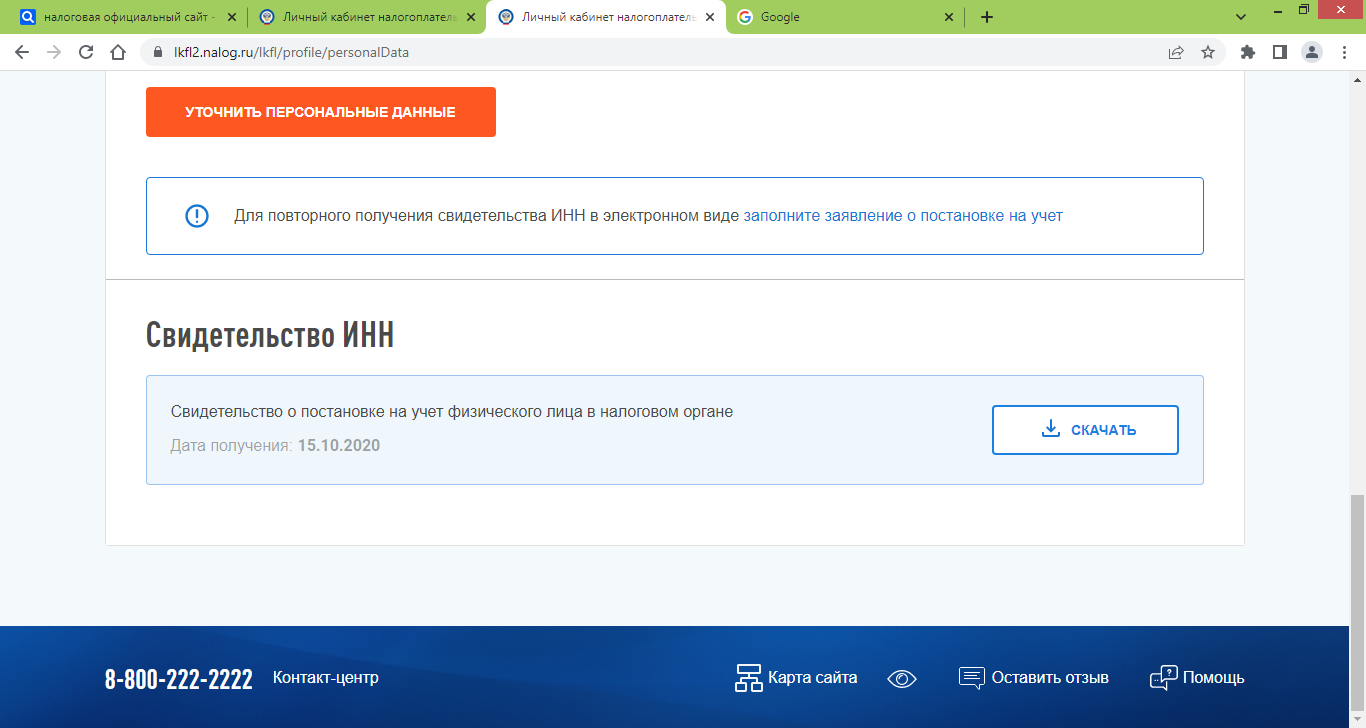 налоговая официальный сайт -
Личный кабинет налогоплатель
Личный кабинет налогоплатель
Google
lkfl2.nalog.ru/lkfl/profile/personalData
УТОЧНИТЬ ПЕРСОНАЛЬНЫЕ ДАННЫЕ
Для повторного получения свидетельства ИНН в электронном виде заполните заявление о постановке на учет
Свидетельство ИНН
Свидетельство о постановке на учет физического лица в налоговом органе
Дата получения: 15.10.2020
СКАЧАТЬ
8-800-222-2222 Контакт-центр Карта сайта Оставить отзыв Помощь